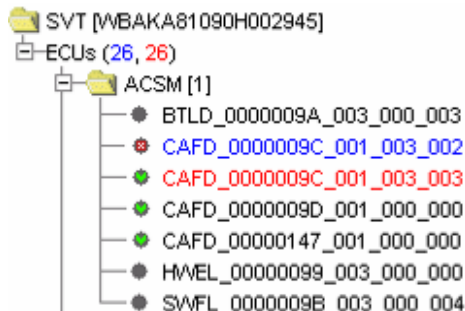 SVT [WBAKA81090H002945]
ECUs (26, 26)
ACSM [1]
BTLD_0000009A_003_000_003
CAFD_0000009C_001_003_002
CAFD_0000009C_001_003_003
CAFD_0000009D_001_000_000
CAFD_00000147_001_000_000
HWEL_00000099_003_000_000
SWFL_0000009B_003_000_004